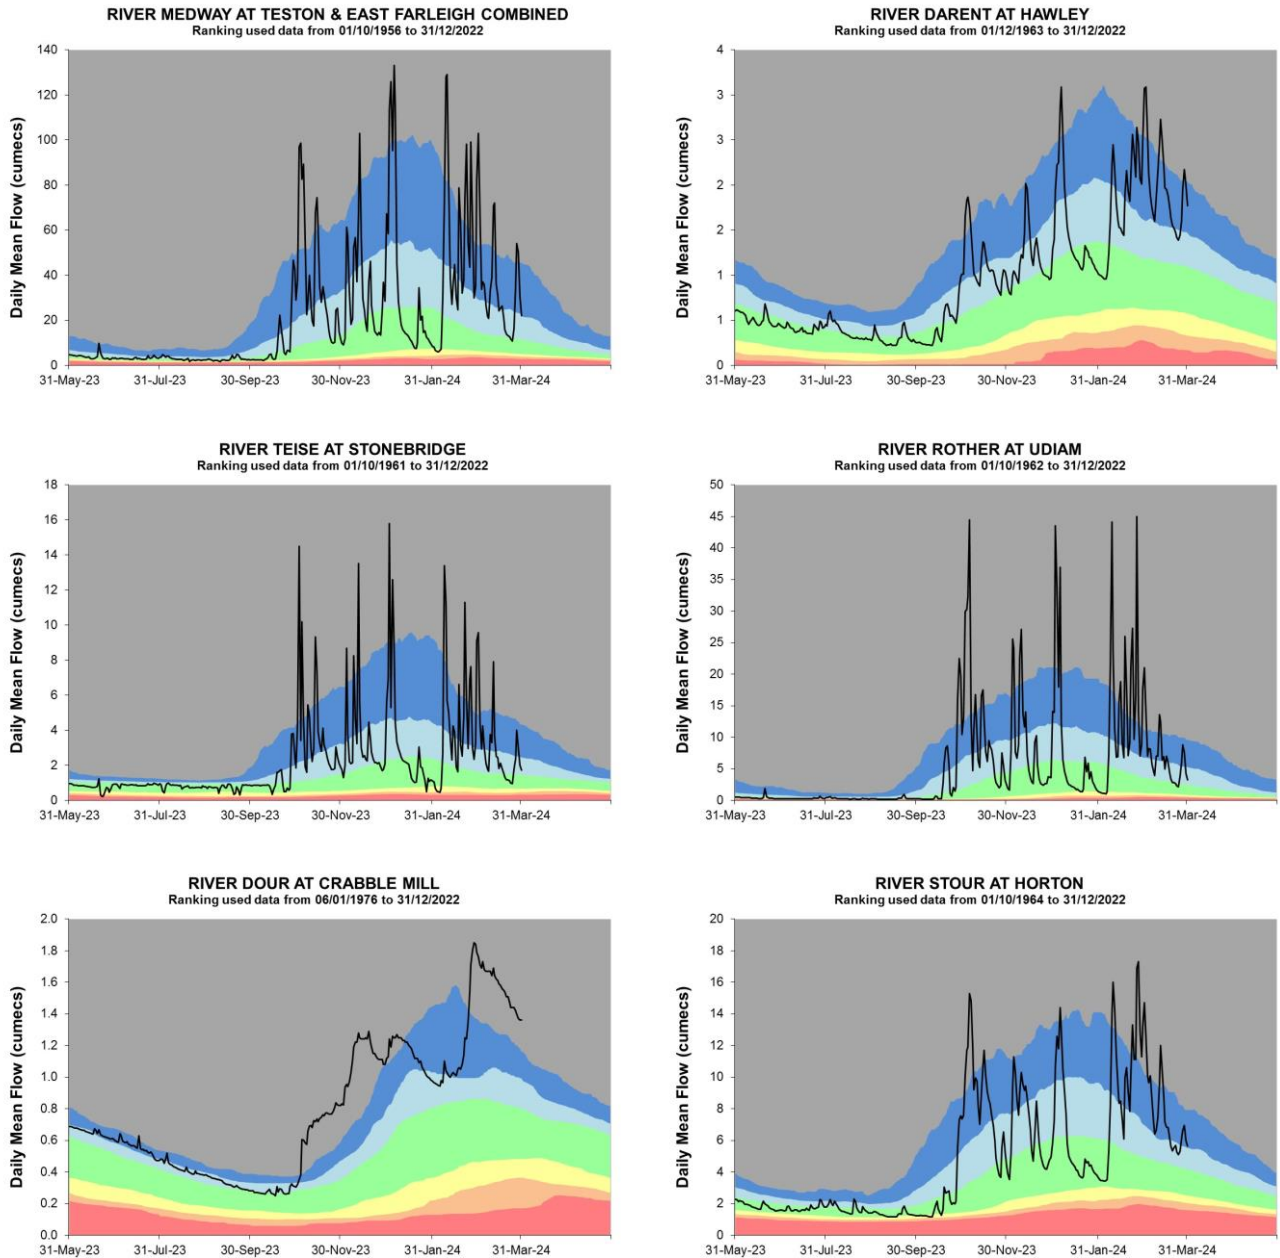 RIVER MEDWAY AT TESTON & EAST FARLEIGH COMBINED
Ranking used data from 01/10/1956 to 31/12/2022
Daily Mean Flow (cumecs)
140
120
100
80
60
40
20
0
31-May-23 31-Jul-23 30-Sep-23 30-Nov-23 31-Jan-24 31-Mar-24
RIVER DARENT AT HAWLEY
Ranking used data from 01/12/1963 to 31/12/2022
Daily Mean Flow (cumecs)
4
3
3
2
2
1
1
0
31-May-23 31-Jul-23 30-Sep-23 30-Nov-23 31-Jan-24 31-Mar-24
RIVER TEISE AT STONEBRIDGE
Ranking used data from 01/10/1961 to 31/12/2022
Daily Mean Flow (cumecs)
18
16
14
12
10
8
6
4
2
0
31-May-23 31-Jul-23 30-Sep-23 30-Nov-23 31-Jan-24 31-Mar-24
RIVER ROTHER AT UDIAM
Ranking used data from 01/10/1962 to 31/12/2022
Daily Mean Flow (cumecs)
50
45
40
35
30
25
20
15
10
5
0
31-May-23 31-Jul-23 30-Sep-23 30-Nov-23 31-Jan-24 31-Mar-24
RIVER DOUR AT CRABBLE MILL
Ranking used data from 06/01/1976 to 31/12/2022
Daily Mean Flow (cumecs)
2.0
1.8
1.6
1.4
1.2
1.0
0.8
0.6
0.4
0.2
0.0
31-May-23 31-Jul-23 30-Sep-23 30-Nov-23 31-Jan-24 31-Mar-24
RIVER STOUR AT HORTON
Ranking used data from 01/10/1964 to 31/12/2022
Daily Mean Flow (cumecs)
20
18
16
14
12
10
8
6
4
2
0
31-May-23 31-Jul-23 30-Sep-23 30-Nov-23 31-Jan-24 31-Mar-24